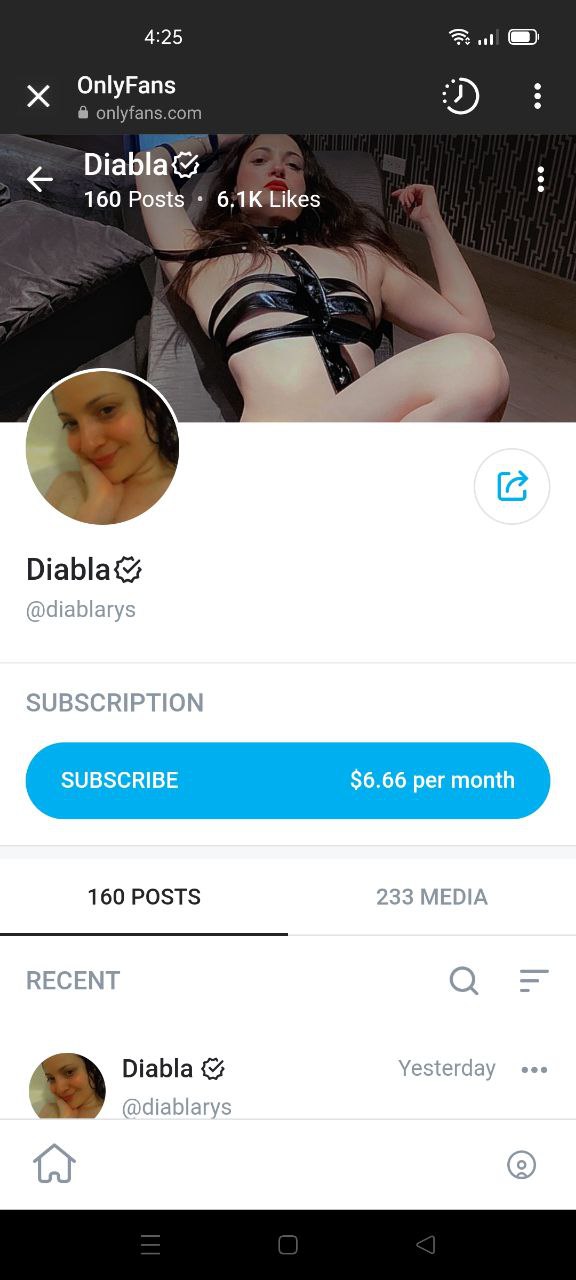 4:25
OnlyFans
onlyfans.com
Diabla
160 Posts • 6.1K Likes
Diabla
@diablarys
SUBSCRIPTION
SUBSCRIBE $6.66 per month
160 POSTS 233 MEDIA
RECENT
Diabla Yesterday
@diablarys